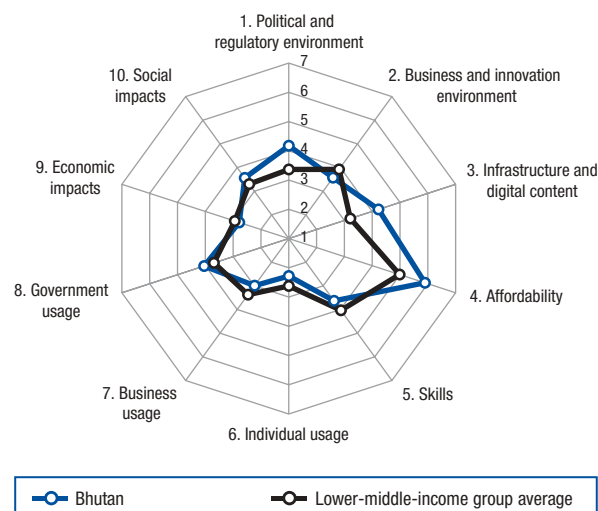 1. Political and
regulatory environment
2. Business and innovation
environment
3. Infrastructure and
digital content
4. Affordability
5. Skills
6. Individual usage
7. Business
usage
8. Government
usage
9. Economic
impacts
10. Social
impacts
7
6
5
4
3
2
1
Bhutan
Lower-middle-income group average